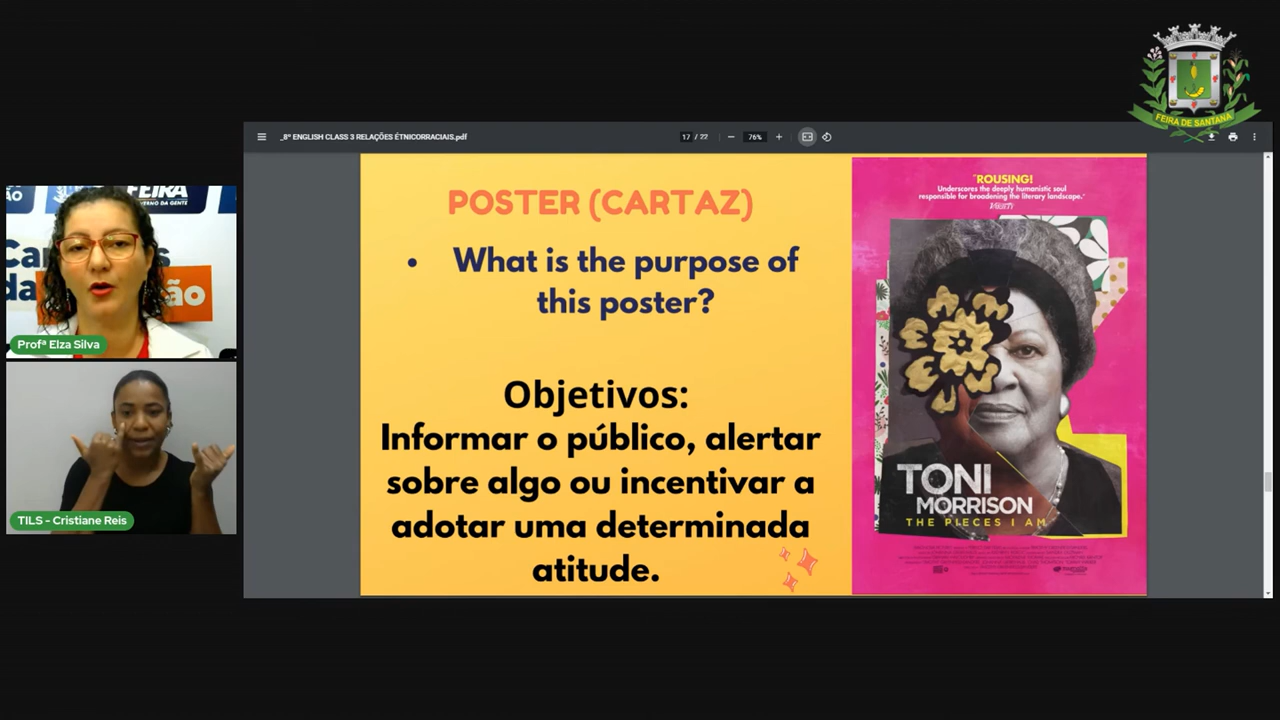 FEIRA DE SANTANA
_8º ENGLISH CLASS 3 RELAÇÕES ÉTNICORRACIAIS.pdf
17 / 22
76%
FEIRA
Profª Elza Silva
TILS - Cristiane Reis
POSTER (CARTAZ)
• What is the purpose of
this poster?
Objetivos:
Informar o público, alertar
sobre algo ou incentivar a
adotar uma determinada
atitude.
"ROUSING!
Underscores the deeply humanistic soul
responsible for broadening the literary landscape."
VARIETY
TONI
MORRISON
THE PIECES I AM